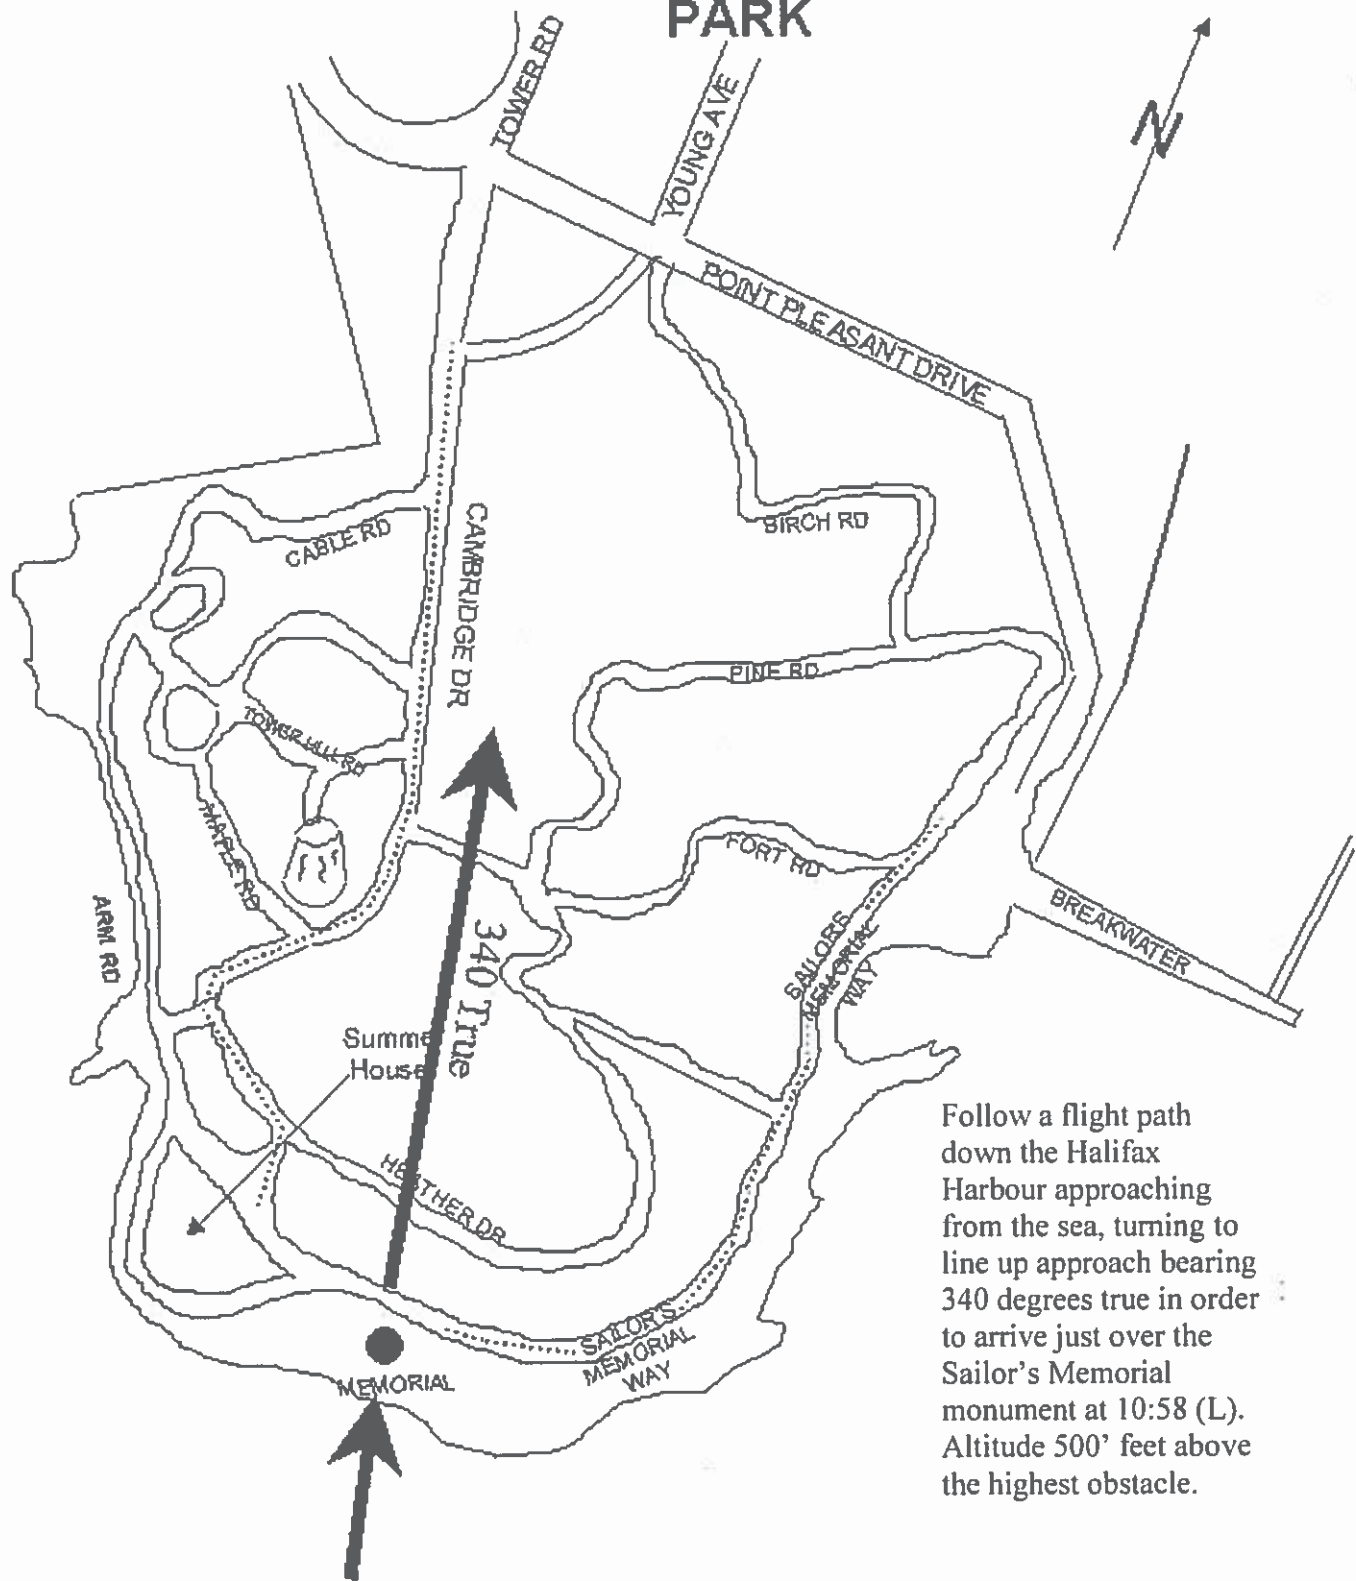 PARK
TOWER RD
YOUNG AVE
N
POINT PLEASANT DRIVE
BIRCH RD
CABLE RD
CAMBRIDGE DR
PINE RD
TOWER HILL RD
MAPLE RD
FORT RD
ARM RD
BREAKWATER
SAILORS
MEMORIAL
WAY
340 True
Summe
House
HEATHER DR
SAILOR'S
MEMORIAL
WAY
MEMORIAL
Follow a flight path
down the Halifax
Harbour approaching
from the sea, turning to
line up approach bearing
340 degrees true in order
to arrive just over the
Sailor's Memorial
monument at 10:58 (L).
Altitude 500' feet above
the highest obstacle.